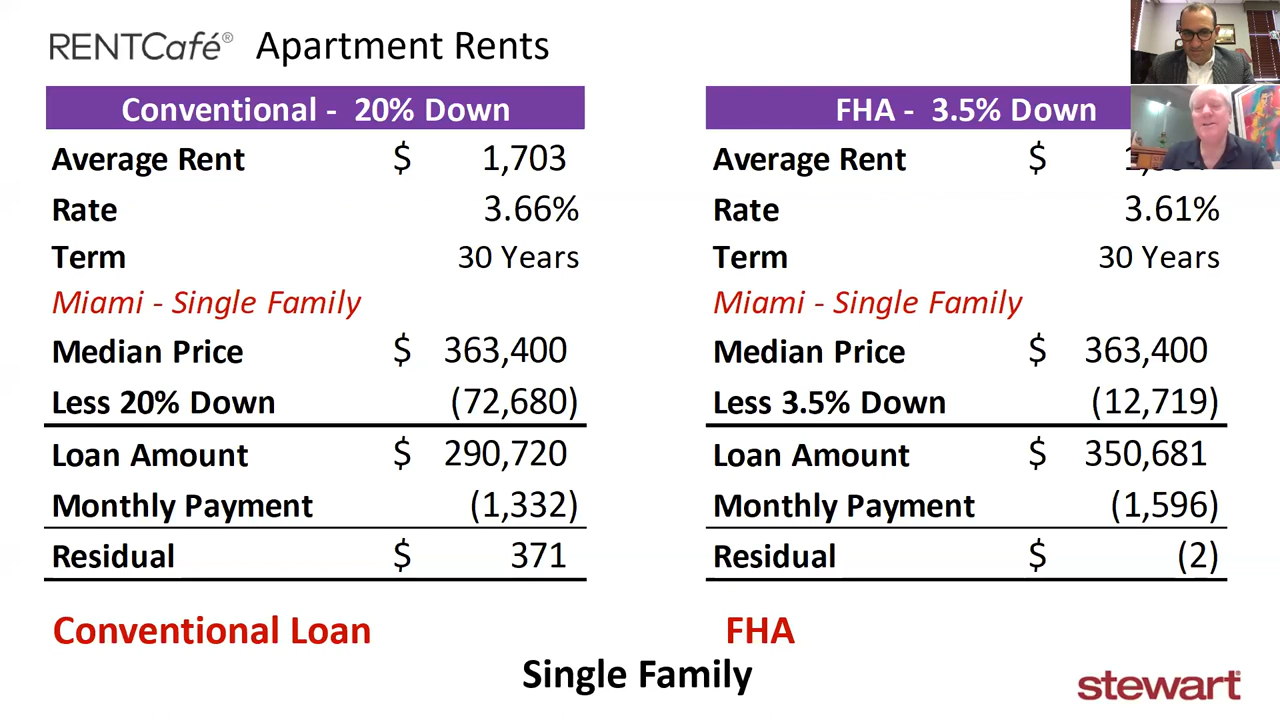 RENTCafé® Apartment Rents
Conventional - 20% Down
Average Rent $ 1,703
Rate 3.66%
Term 30 Years
Miami - Single Family
Median Price $ 363,400
Less 20% Down (72,680)
Loan Amount $ 290,720
Monthly Payment (1,332)
Residual $ 371
Conventional Loan
FHA - 3.5% Down
Average Rent $
Rate 3.61%
Term 30 Years
Miami - Single Family
Median Price $ 363,400
Less 3.5% Down (12,719)
Loan Amount $ 350,681
Monthly Payment (1,596)
Residual $ (2)
FHA
Single Family
stewart